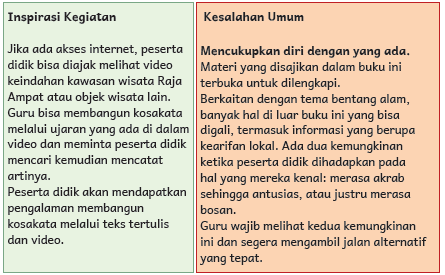 Inspirasi Kegiatan
Jika ada akses internet, peserta
didik bisa diajak melihat video
keindahan kawasan wisata Raja
Ampat atau objek wisata lain.
Guru bisa membangun kosakata
melalui ujaran yang ada di dalam
video dan meminta peserta didik
mencari kemudian mencatat
artinya.
Peserta didik akan mendapatkan
pengalaman membangun
kosakata melalui teks tertulis
dan video.
Kesalahan Umum
Mencukupkan diri dengan yang ada.
Materi yang disajikan dalam buku ini
terbuka untuk dilengkapi.
Berkaitan dengan tema bentang alam,
banyak hal di luar buku ini yang bisa
digali, termasuk informasi yang berupa
kearifan lokal. Ada dua kemungkinan
ketika peserta didik dihadapkan pada
hal yang mereka kenal: merasa akrab
sehingga antusias, atau justru merasa
bosan.
Guru wajib melihat kedua kemungkinan
ini dan segera mengambil jalan alternatif
yang tepat.